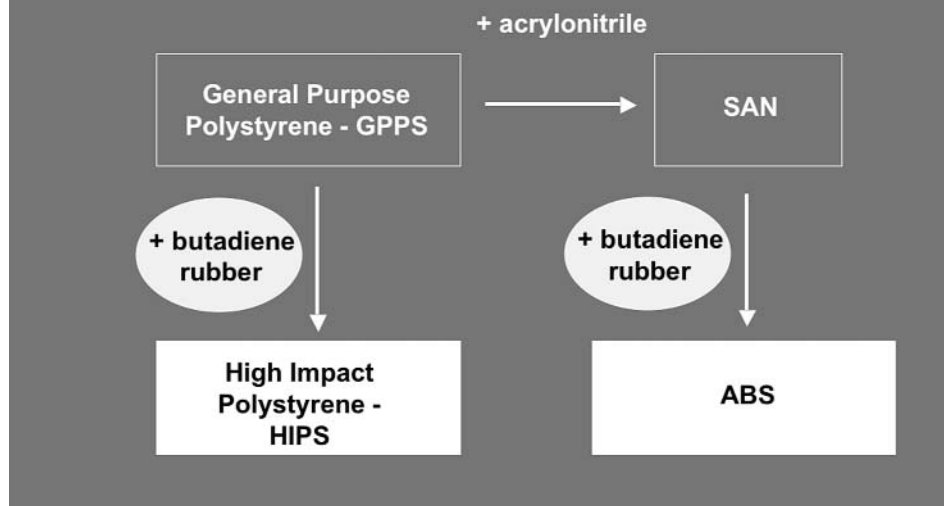 + acrylonitrile
General Purpose
Polystyrene - GPPS
SAN
+ butadiene
rubber
+ butadiene
rubber
High Impact
Polystyrene -
HIPS
ABS